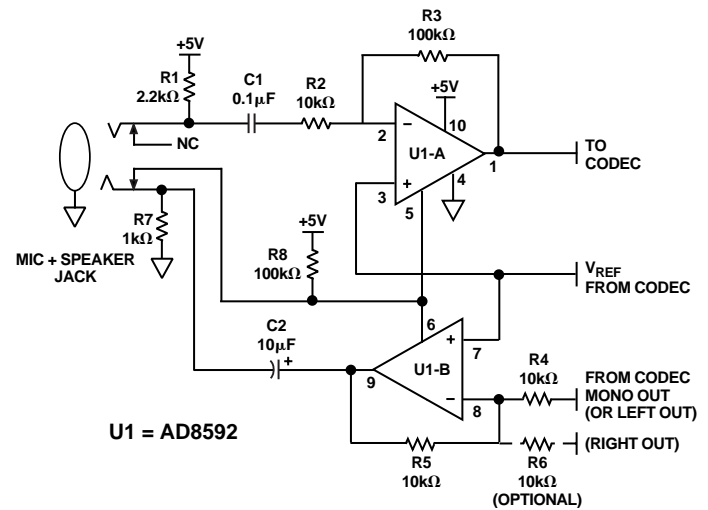 +5V
R1
2.2kΩ
C1
0.1μF
R2
10kΩ
R3
100kΩ
+5V
NC
2
−
10
U1-A
4
1
TO
CODEC
+
3
5
R7
1kΩ
MIC + SPEAKER
JACK
+5V
R8
100kΩ
VREF
FROM CODEC
C2
10μF
+
6
+
7
9
U1-B
−
8
R4
10kΩ
FROM CODEC
MONO OUT
(OR LEFT OUT)
U1 = AD8592
R5
10kΩ
R6
10kΩ
(OPTIONAL)
(RIGHT OUT)